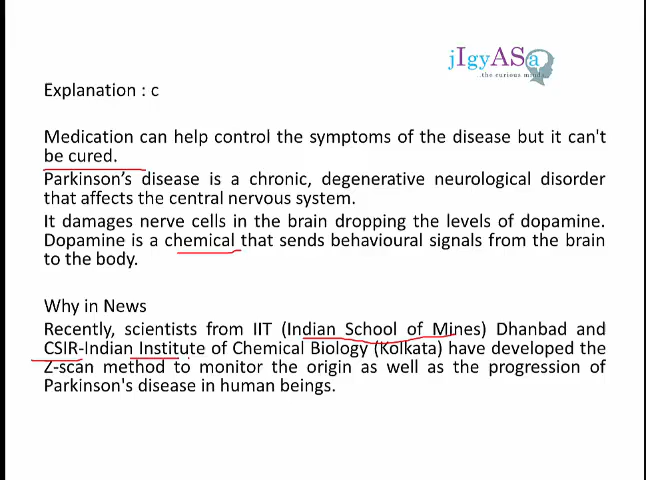 jIgyASa
...the curious minds
Explanation : c
Medication can help control the symptoms of the disease but it can't
be cured.
Parkinson's disease is a chronic, degenerative neurological disorder
that affects the central nervous system.
It damages nerve cells in the brain dropping the levels of dopamine.
Dopamine is a chemical that sends behavioural signals from the brain
to the body.
Why in News
Recently, scientists from IIT (Indian School of Mines) Dhanbad and
CSIR-Indian Institute of Chemical Biology (Kolkata) have developed the
Z-scan method to monitor the origin as well as the progression of
Parkinson's disease in human beings.